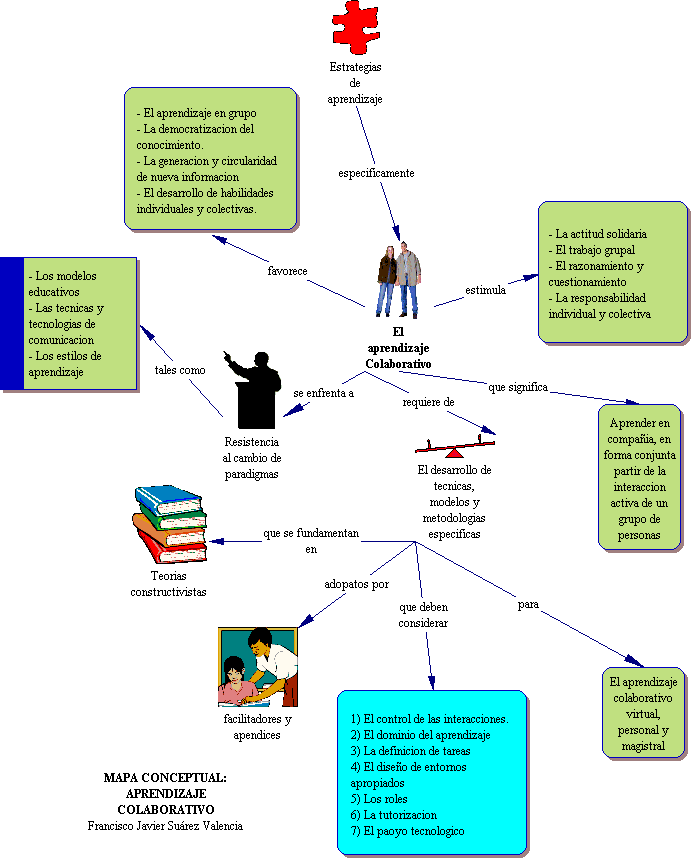 Estrategias
de
aprendizaje
especificamente
- El aprendizaje en grupo
- La democratizacion del
conocimiento.
- La generacion y circularidad
de nueva informacion
- El desarrollo de habilidades
individuales y colectivas.
favorece
estimula
- La actitud solidaria
- El trabajo grupal
- El razonamiento y
cuestionamiento
- La responsabilidad
individual y colectiva
- Los modelos
educativos
- Las tecnicas y
tecnologias de
comunicacion
- Los estilos de
aprendizaje
El
aprendizaje
Colaborativo
tales como
se enfrenta a
requiere de
que significa
Resistencia
al cambio de
paradigmas
El desarrollo de
tecnicas,
modelos y
metodologias
especificas
Aprender en
compañia, en
forma conjunta
partir de la
interaccion
activa de un
grupo de
personas
que se fundamentan
en
Teorias
constructivistas
adopatos por
que deben
considerar
para
facilitadores y
apendices
El aprendizaje
colaborativo
virtual,
personal y
magistral
1) El control de las interacciones.
2) El dominio del aprendizaje
3) La definicion de tareas
4) El diseño de entornos
apropiados
5) Los roles
6) La tutorizacion
7) El paoyo tecnologico
MAPA CONCEPTUAL:
APRENDIZAJE
COLABORATIVO
Francisco Javier Suárez Valencia